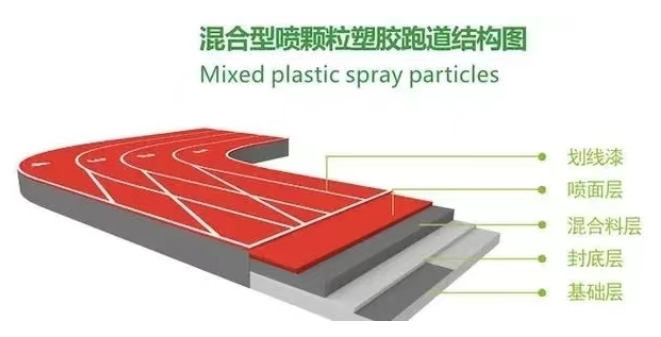 混合型喷颗粒塑胶跑道结构图
Mixed plastic spray particles
划线漆
喷面层
混合料层
封底层
基础层